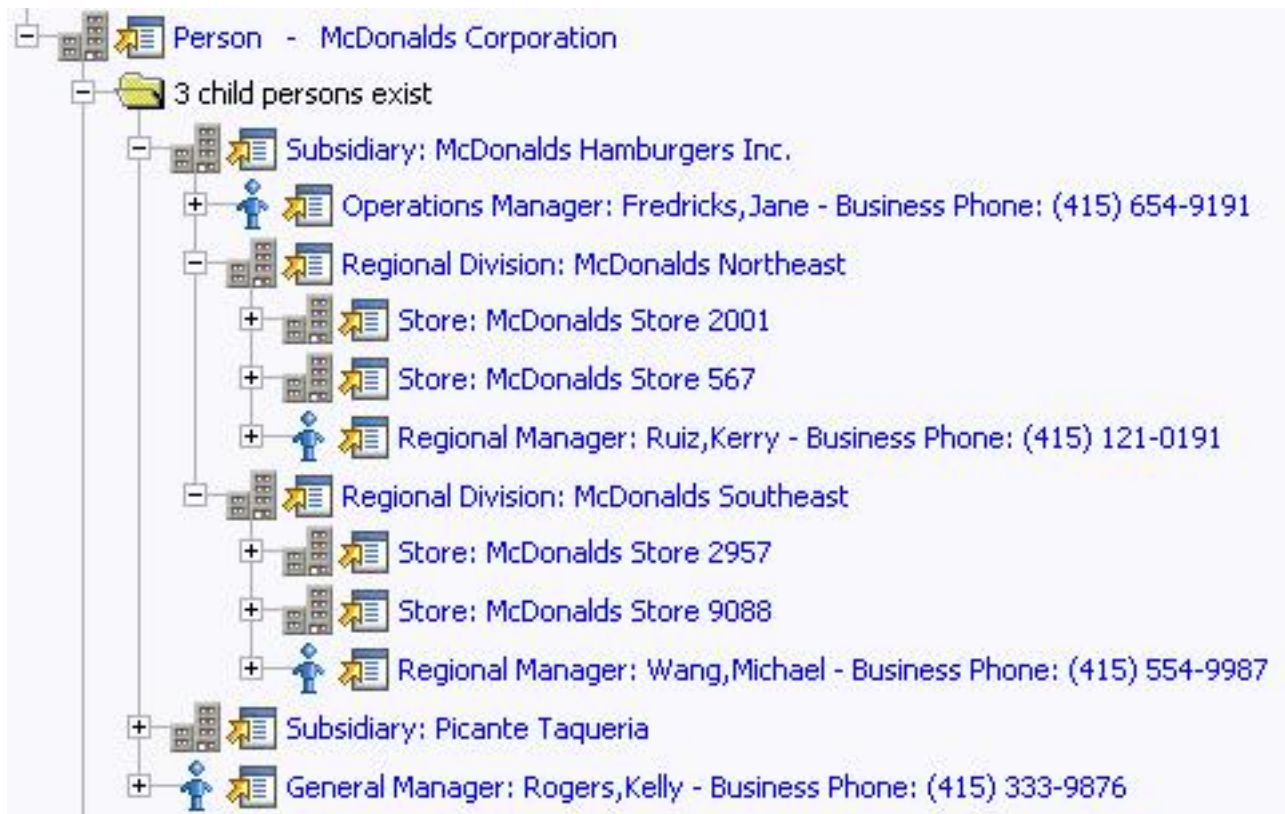 Person - McDonalds Corporation
3 child persons exist
Subsidiary: McDonalds Hamburgers Inc.
Operations Manager: Fredricks,Jane - Business Phone: (415) 654-9191
Regional Division: McDonalds Northeast
Store: McDonalds Store 2001
Store: McDonalds Store 567
Regional Manager: Ruiz,Kerry - Business Phone: (415) 121-0191
Regional Division: McDonalds Southeast
Store: McDonalds Store 2957
Store: McDonalds Store 9088
Regional Manager: Wang,Michael - Business Phone: (415) 554-9987
Subsidiary: Picante Taqueria
General Manager: Rogers,Kelly - Business Phone: (415) 333-9876